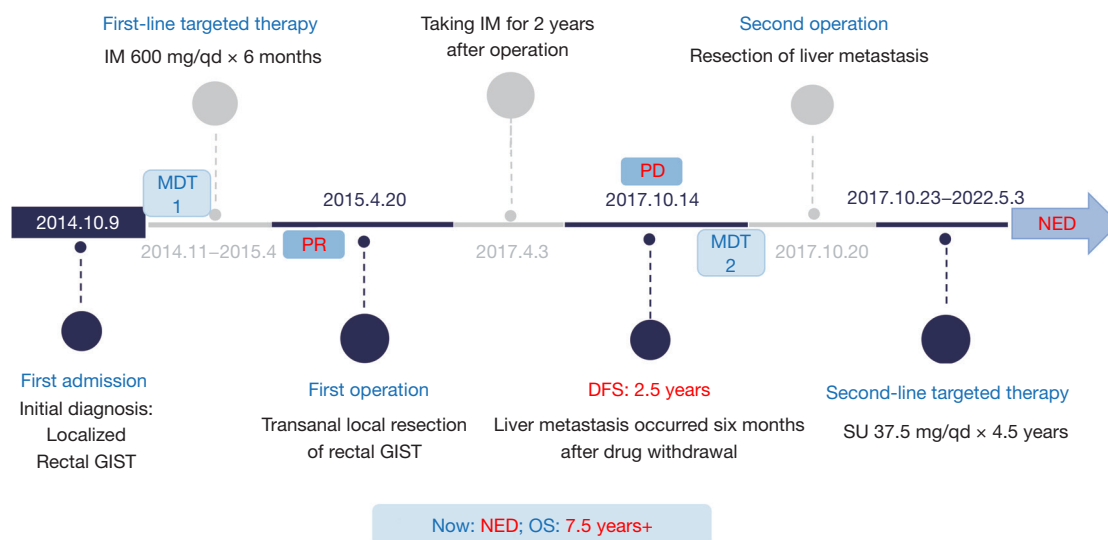 First-line targeted therapy
IM 600 mg/qd × 6 months
Taking IM for 2 years
after operation
Second operation
Resection of liver metastasis
MDT
1
2014.10.9
2014.11–2015.4
2015.4.20
PR
2017.4.3
PD
2017.10.14
MDT
2
2017.10.20
2017.10.23–2022.5.3
NED
First admission
Initial diagnosis:
Localized
Rectal GIST
First operation
Transanal local resection
of rectal GIST
DFS: 2.5 years
Liver metastasis occurred six months
after drug withdrawal
Second-line targeted therapy
SU 37.5 mg/qd × 4.5 years
Now: NED; OS: 7.5 years+